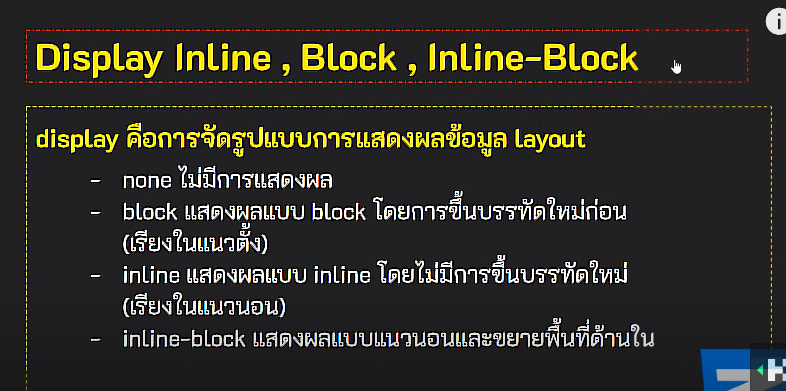 Display Inline , Block , Inline-Block
display คือการจัดรูปแบบการแสดงผลข้อมูล layout
- none ไม่มีการแสดงผล
- block แสดงผลแบบ block โดยการขึ้นบรรทัดใหม่ก่อน
(เรียงในแนวตั้ง)
- inline แสดงผลแบบ inline โดยไม่มีการขึ้นบรรทัดใหม่
(เรียงในแนวนอน)
- inline-block แสดงผลแบบแนวนอนและขยายพื้นที่ด้านใน